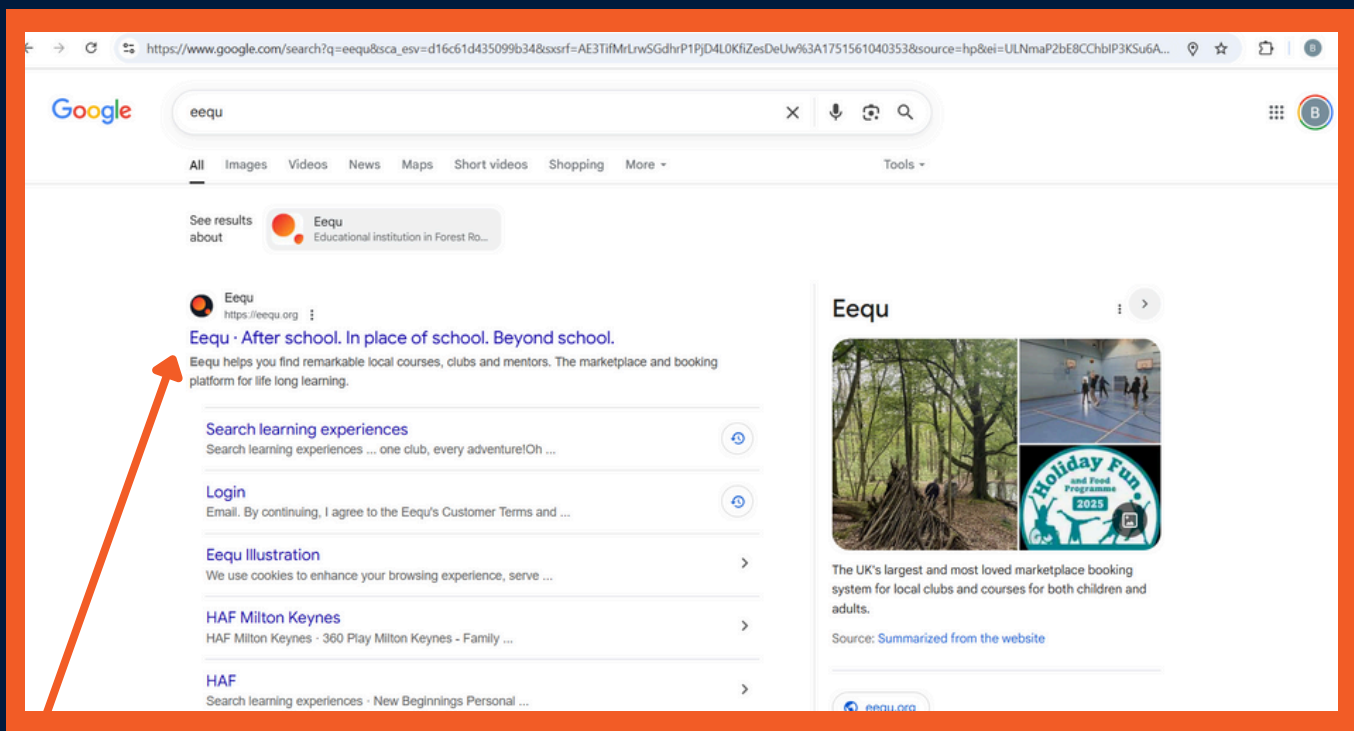 https://www.google.com/search?q=eequ&sca_esv=d16c61d435099b34&sxsrf=AE3TifMrLrwSGdhrP1PjD4L0KfiZesDeUw%3A1751561040353&source=hp&ei=ULNmaP2bE8CChbIP3KSu6A...
B
Google
eequ
B
All Images Videos News Maps Short videos Shopping More Tools
See results
about
Eequ
Educational institution in Forest Ro...
Eequ
https://eequ.org
Eequ · After school. In place of school. Beyond school.
Eequ helps you find remarkable local courses, clubs and mentors. The marketplace and booking
platform for life long learning.
Search learning experiences
Search learning experiences ... one club, every adventure!Oh ...
Login
Email. By continuing, I agree to the Eequ's Customer Terms and ...
Eequ Illustration
We use cookies to enhance your browsing experience, serve ...
HAF Milton Keynes
HAF Milton Keynes · 360 Play Milton Keynes - Family ...
HAF
Search learning experiences · New Beginnings Personal ...
Eequ
Holiday Fun
and Food
Programme
2025
The UK's largest and most loved marketplace booking
system for local clubs and courses for both children and
adults.
Source: Summarized from the website
eequ.org